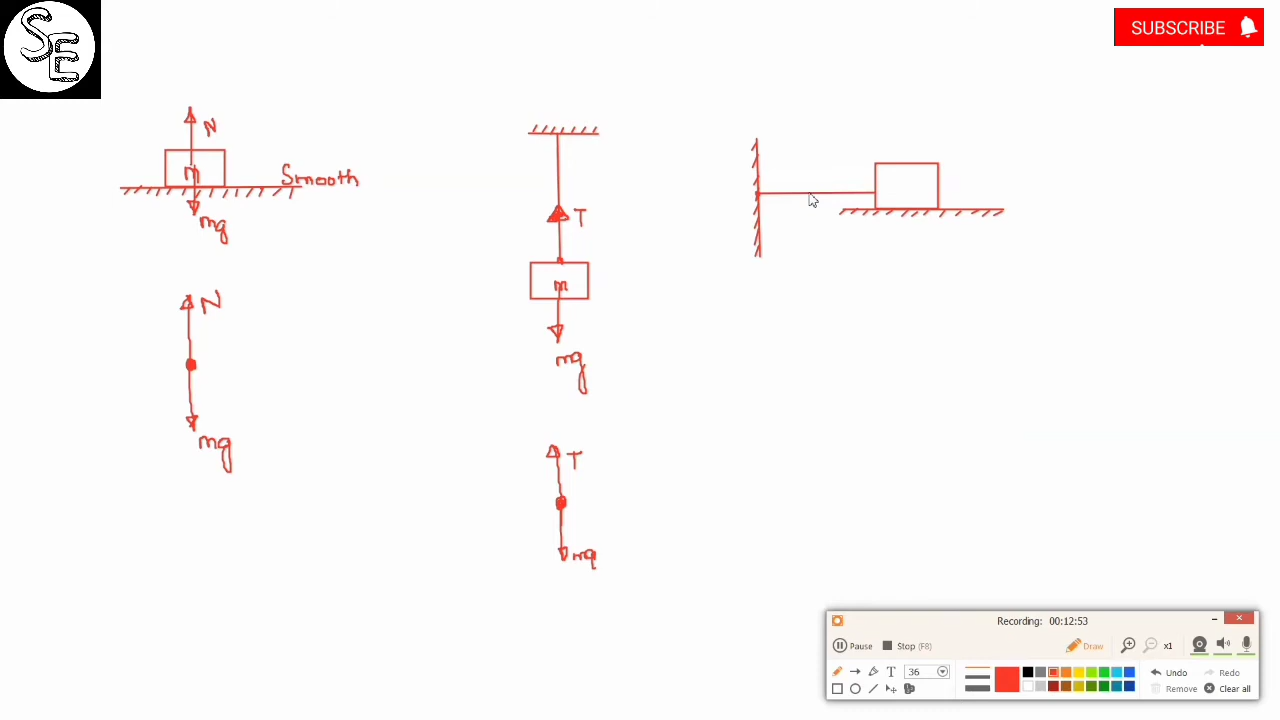 SE
SUBSCRIBE
N
m
Smooth
mg
N
mg
T
m
mg
T
mg
Recording: 00:12:53
Pause
Stop (F8)
Draw
x1
T
36
Undo
Redo
Remove
Clear all